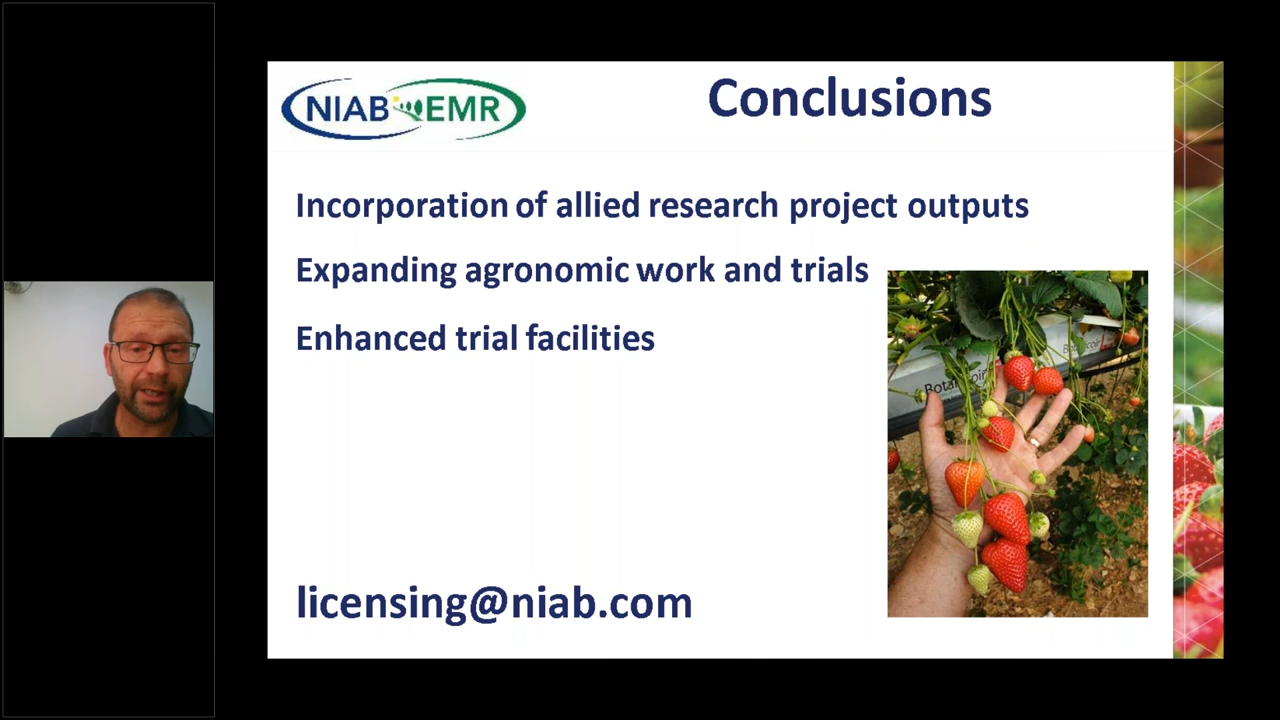 NIAB EMR
Conclusions
Incorporation of allied research project outputs
Expanding agronomic work and trials
Enhanced trial facilities
licensing@niab.com